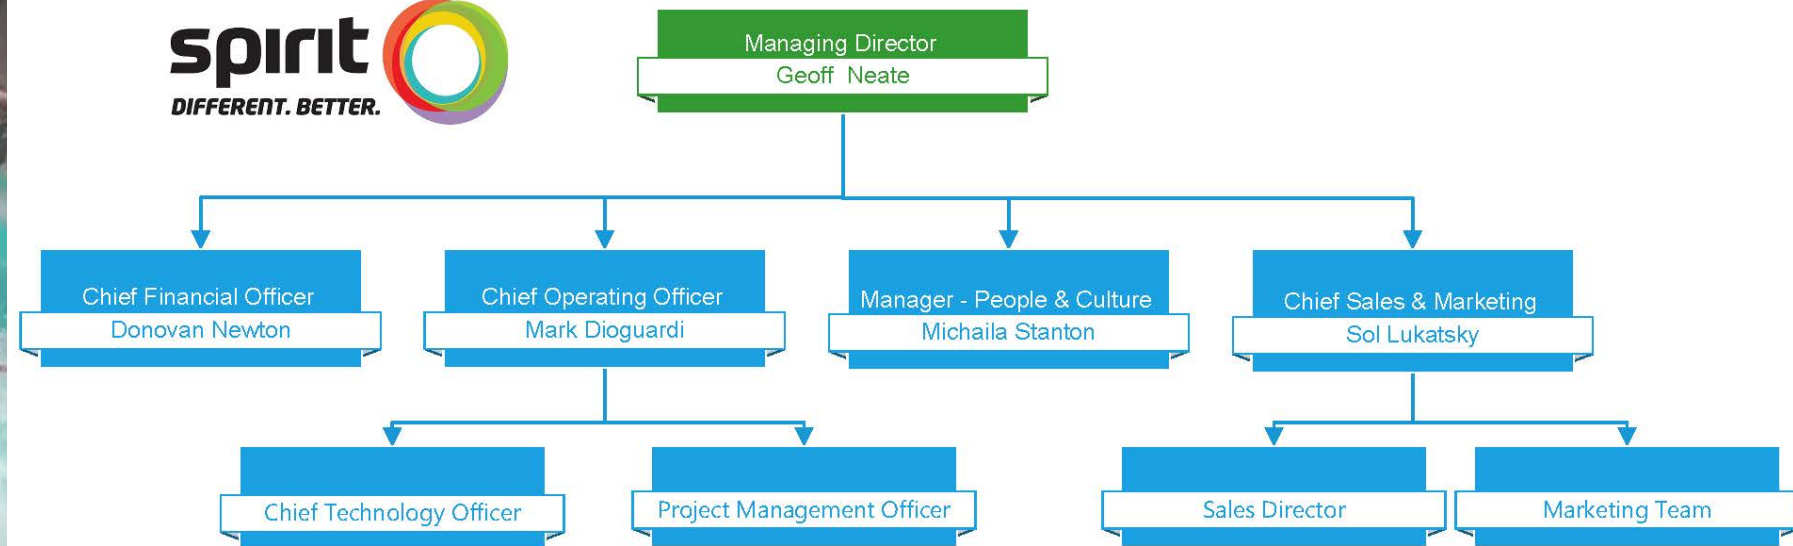 spirit
DIFFERENT. BETTER.
Managing Director
Geoff Neate
Chief Financial Officer
Donovan Newton
Chief Operating Officer
Mark Dioguardi
Manager - People & Culture
Michaila Stanton
Chief Sales & Marketing
Sol Lukatsky
Chief Technology Officer
Project Management Officer
Sales Director
Marketing Team